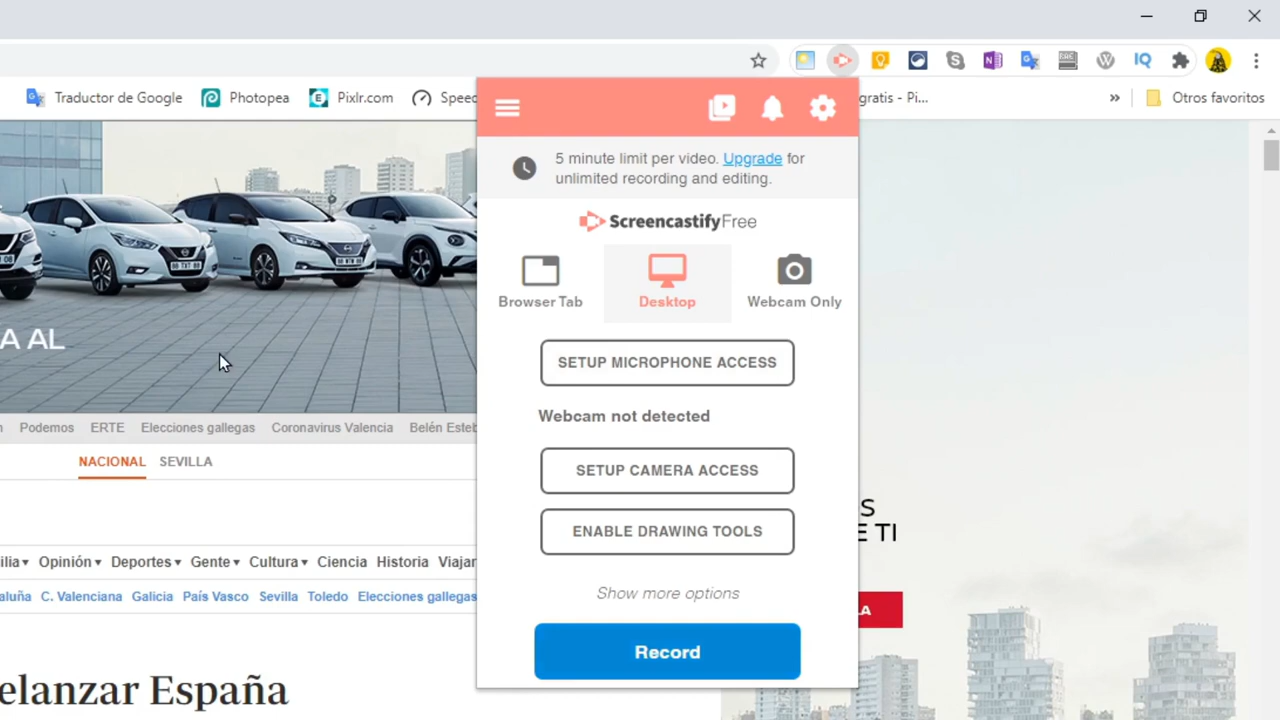 Traductor de Google
Photopea
Pixlr.com
Speed
gratis - Pi...
»
Otros favoritos
5 minute limit per video. Upgrade for
unlimited recording and editing.
ScreencastifyFree
Browser Tab
Desktop
Webcam Only
SETUP MICROPHONE ACCESS
Webcam not detected
SETUP CAMERA ACCESS
ENABLE DRAWING TOOLS
Show more options
Record
A AL
Podemos
ERTE
Elecciones gallegas
Coronavirus Valencia
Belén Esteb
NACIONAL
SEVILLA
ilia
Opinión
Deportes
Gente
Cultura
Ciencia
Historia
Viajar
aluña
C. Valenciana
Galicia
País Vasco
Sevilla
Toledo
Elecciones gallegas
elanzar España
S
E TI
A
IQ